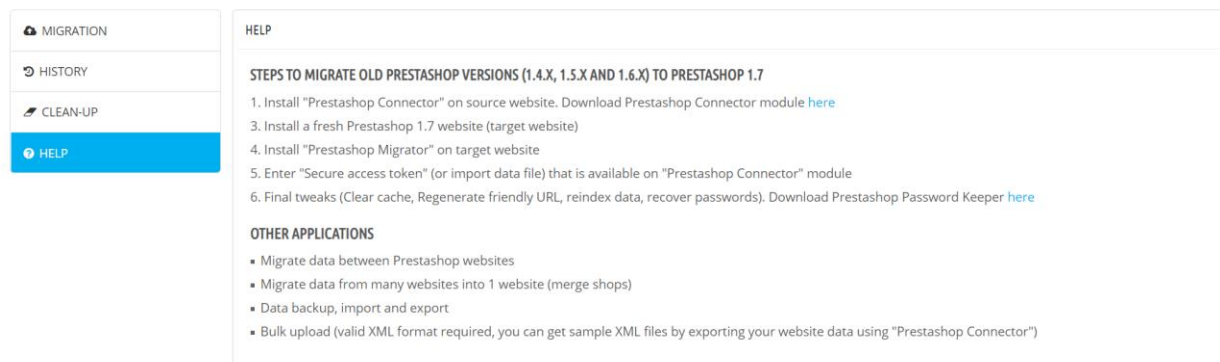 MIGRATION
HISTORY
CLEAN-UP
HELP
HELP
STEPS TO MIGRATE OLD PRESTASHOP VERSIONS (1.4.X, 1.5.X AND 1.6.X) TO PRESTASHOP 1.7
1. Install "Prestashop Connector" on source website. Download Prestashop Connector module here
3. Install a fresh Prestashop 1.7 website (target website)
4. Install "Prestashop Migrator" on target website
5. Enter "Secure access token" (or import data file) that is available on "Prestashop Connector" module
6. Final tweaks (Clear cache, Regenerate friendly URL, reindex data, recover passwords). Download Prestashop Password Keeper here
OTHER APPLICATIONS
▪ Migrate data between Prestashop websites
▪ Migrate data from many websites into 1 website (merge shops)
▪ Data backup, import and export
▪ Bulk upload (valid XML format required, you can get sample XML files by exporting your website data using "Prestashop Connector")